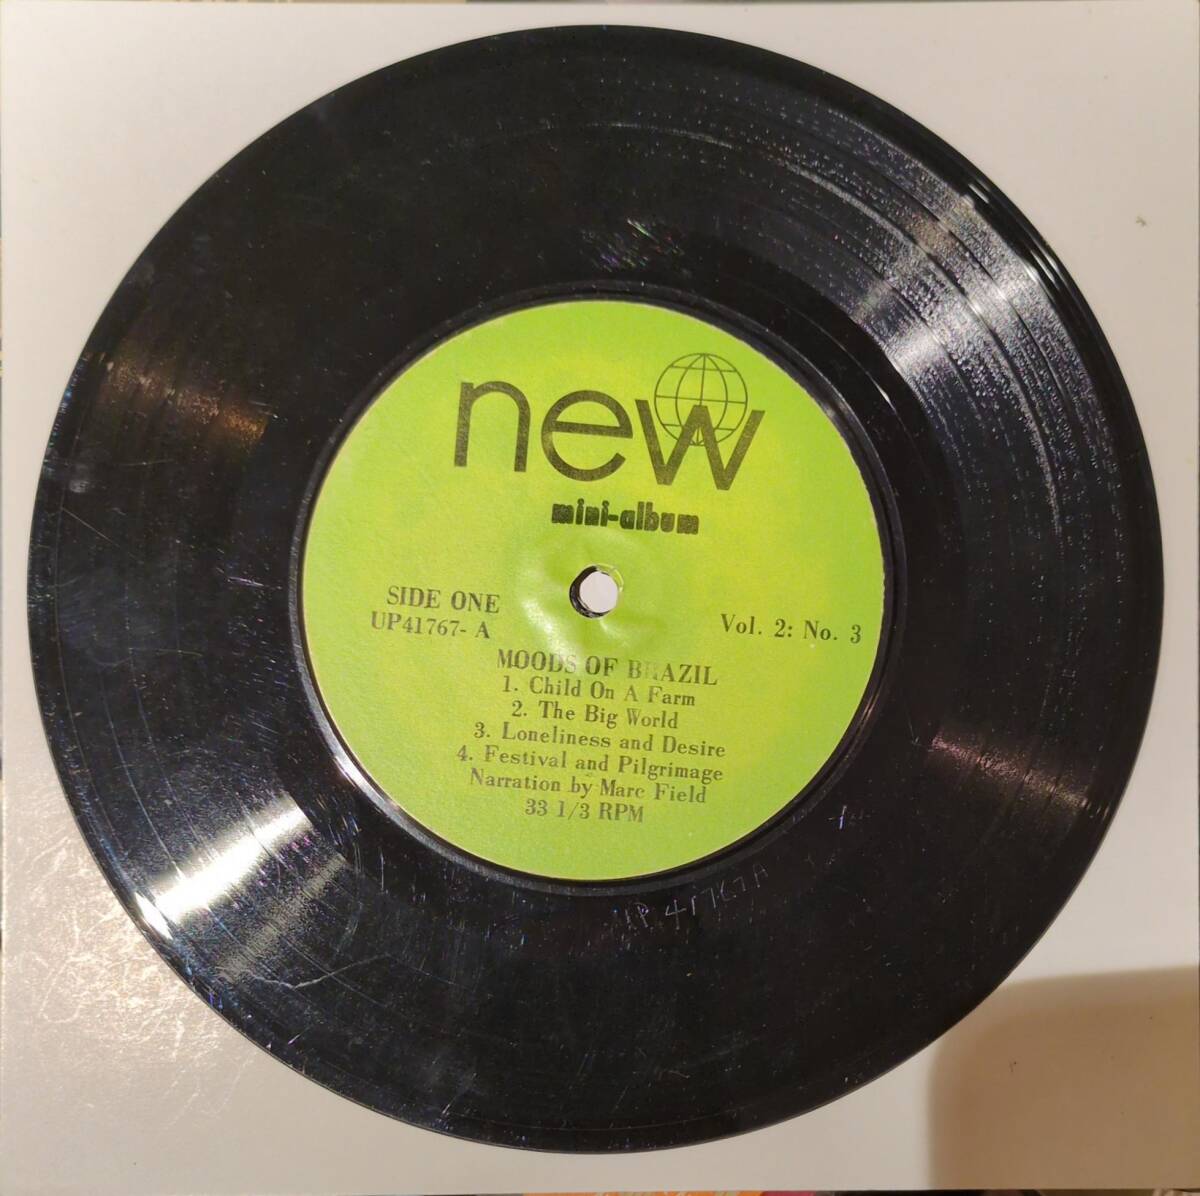 new
mini-album
SIDE ONE
UP41767- A
Vol. 2: No. 3
MOODS OF BRAZIL
1. Child On A Farm
2. The Big World
3. Loneliness and Desire
4. Festival and Pilgrimage
Narration by Marc Field
33 1/3 RPM
UP 41767A